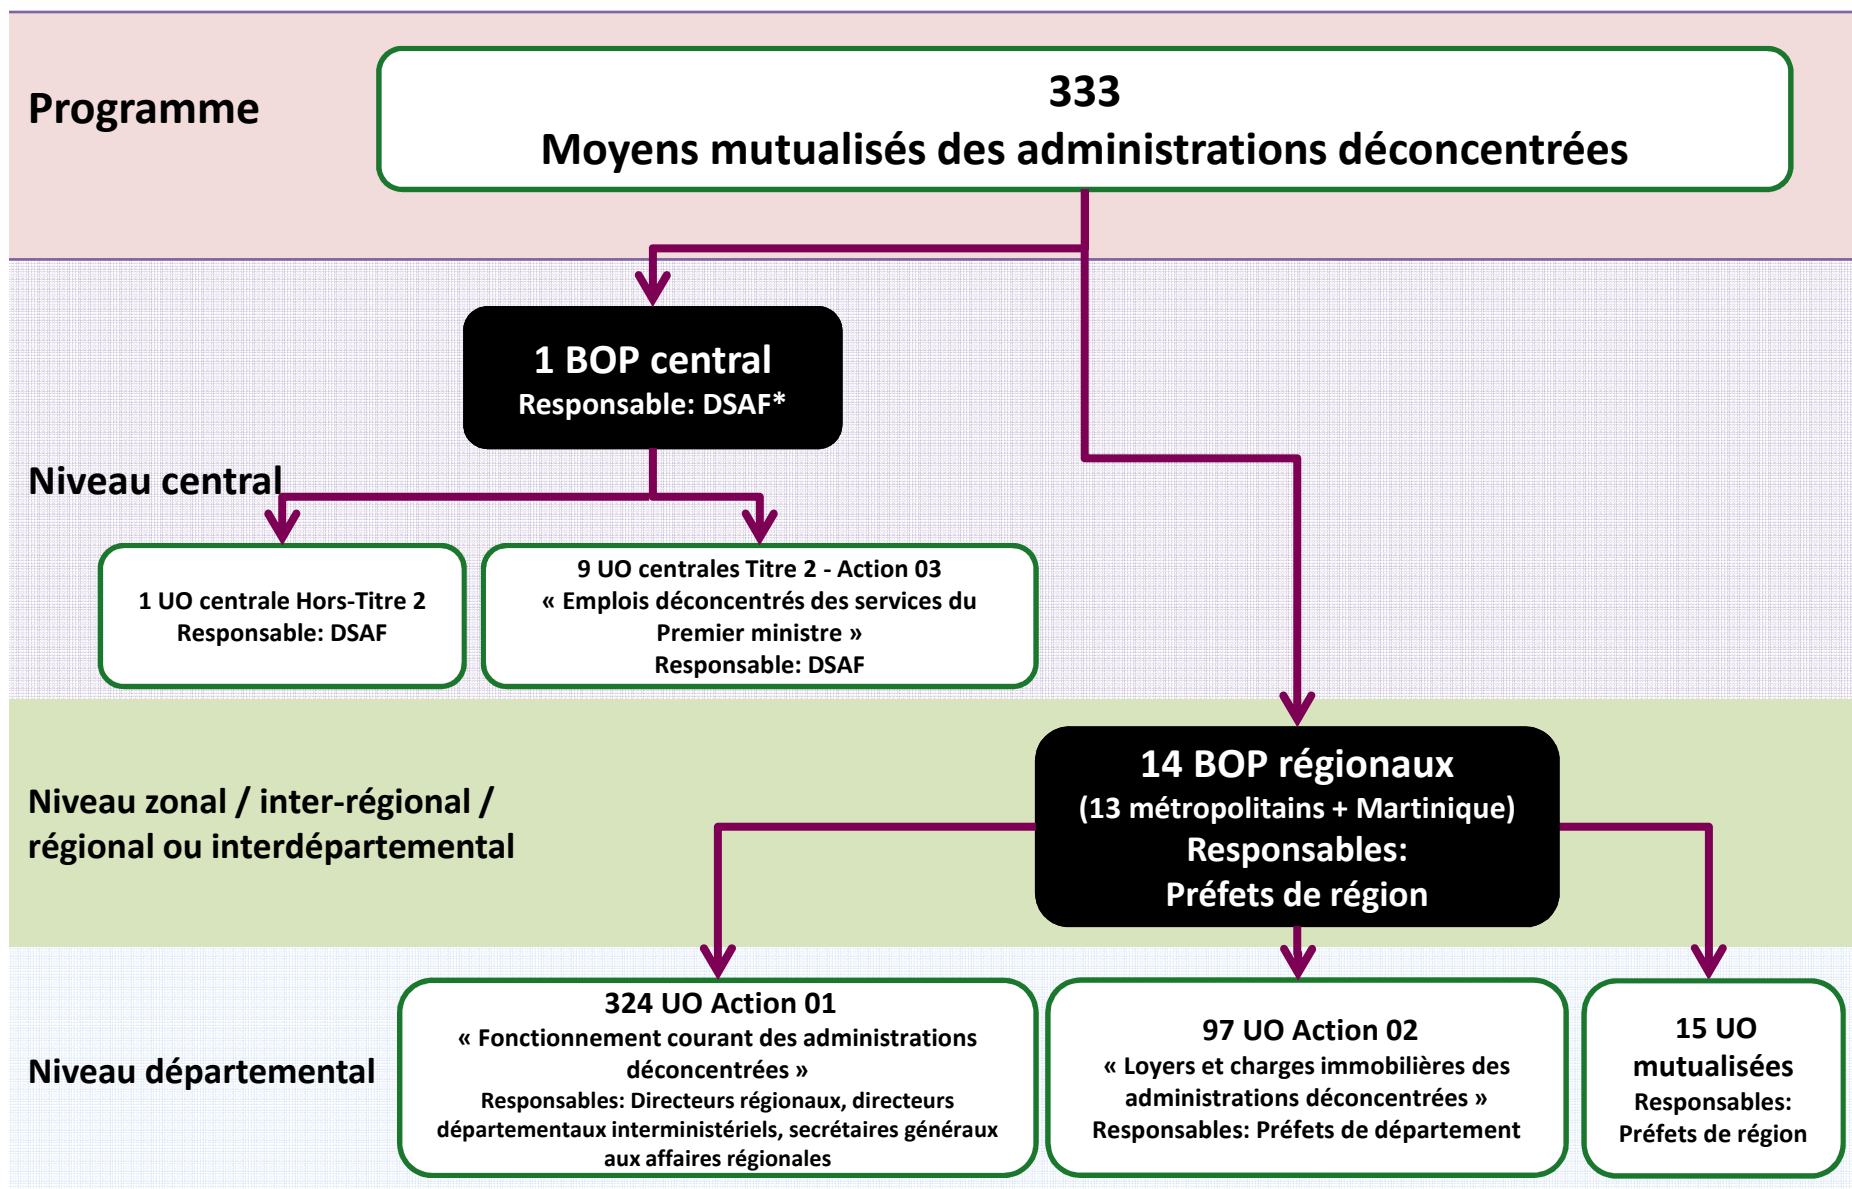 Programme
333
Moyens mutualisés des administrations déconcentrées
1 BOP central
Responsable: DSAF*
Niveau central
1 UO centrale Hors-Titre 2
Responsable: DSAF
9 UO centrales Titre 2 - Action 03
« Emplois déconcentrés des services du
Premier ministre »
Responsable: DSAF
Niveau zonal / inter-régional /
régional ou interdépartemental
14 BOP régionaux
(13 métropolitains + Martinique)
Responsables:
Préfets de région
Niveau départemental
324 UO Action 01
« Fonctionnement courant des administrations
déconcentrées »
Responsables: Directeurs régionaux, directeurs
départementaux interministériels, secrétaires généraux
aux affaires régionales
97 UO Action 02
« Loyers et charges immobilières des
administrations déconcentrées »
Responsables: Préfets de département
15 UO
mutualisées
Responsables:
Préfets de région